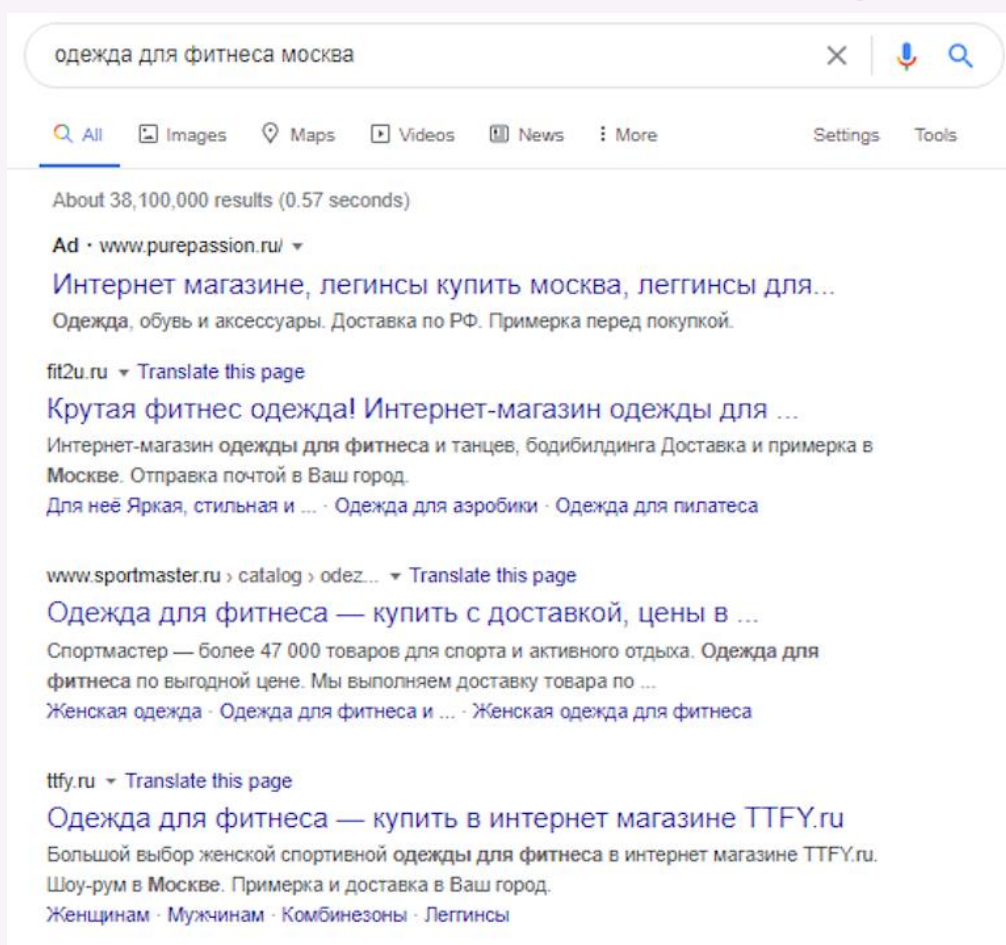 одежда для фитнеса москва
All Images Maps Videos News More Settings Tools
About 38,100,000 results (0.57 seconds)
Ad · www.purepassion.ru/
Интернет магазине, легинсы купить москва, леггинсы для...
Одежда, обувь и аксессуары. Доставка по РФ. Примерка перед покупкой.
fit2u.ru Translate this page
Крутая фитнес одежда! Интернет-магазин одежды для ...
Интернет-магазин одежды для фитнеса и танцев, бодибилдинга Доставка и примерка в
Москве. Отправка почтой в Ваш город.
Для неё Яркая, стильная и ... · Одежда для аэробики · Одежда для пилатеса
www.sportmaster.ru › catalog › odez... Translate this page
Одежда для фитнеса — купить с доставкой, цены в ...
Спортмастер — более 47 000 товаров для спорта и активного отдыха. Одежда для
фитнеса по выгодной цене. Мы выполняем доставку товара по ...
Женская одежда · Одежда для фитнеса и ... · Женская одежда для фитнеса
ttfy.ru Translate this page
Одежда для фитнеса — купить в интернет магазине TTFY.ru
Большой выбор женской спортивной одежды для фитнеса в интернет магазине TTFY.ru.
Шоу-рум в Москве. Примерка и доставка в Ваш город.
Женщинам · Мужчинам · Комбинезоны · Леггинсы